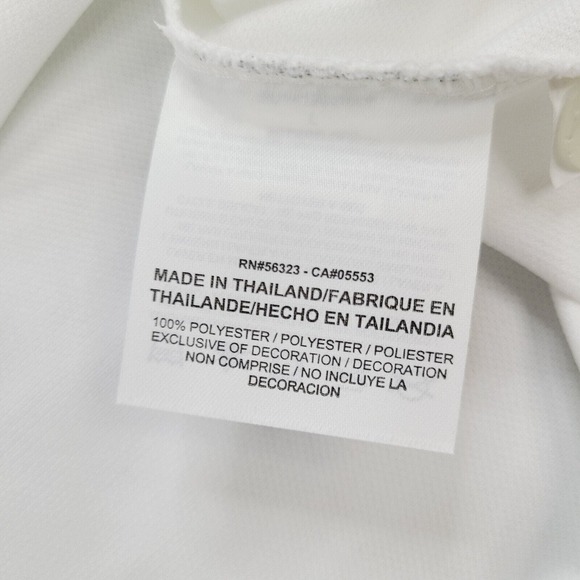 RN#56323 - CA#05553
MADE IN THAILAND/FABRIQUE EN
THAILANDE/HECHO EN TAILANDIA
100% POLYESTER / POLYESTER / POLIESTER
EXCLUSIVE OF DECORATION / DECORATION
NON COMPRISE / NO INCLUYE LA
DECORACION